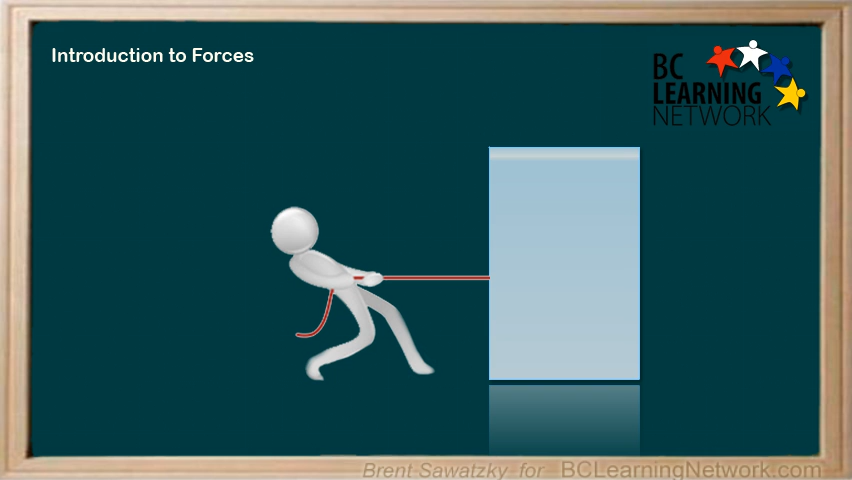 Introduction to Forces
BC
LEARNING
NETWORK
Brent Sawatzky for BCLearningNetwork.com